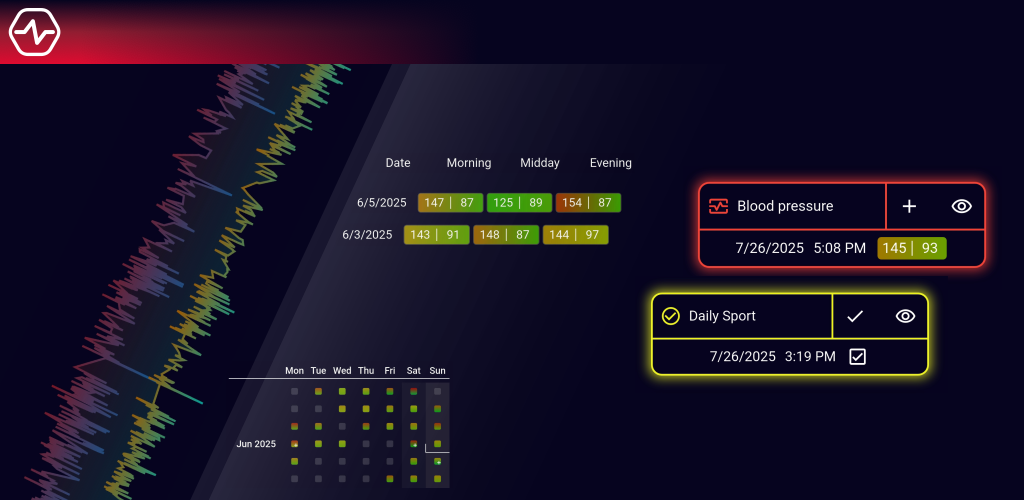 Date Morning Midday Evening
6/5/2025 147 | 87 125 | 89 154 | 87
6/3/2025 143 | 91 148 | 87 144 | 97
Blood pressure
7/26/2025 5:08 PM 145 | 93
Daily Sport
7/26/2025 3:19 PM
Mon Tue Wed Thu Fri Sat Sun
Jun 2025